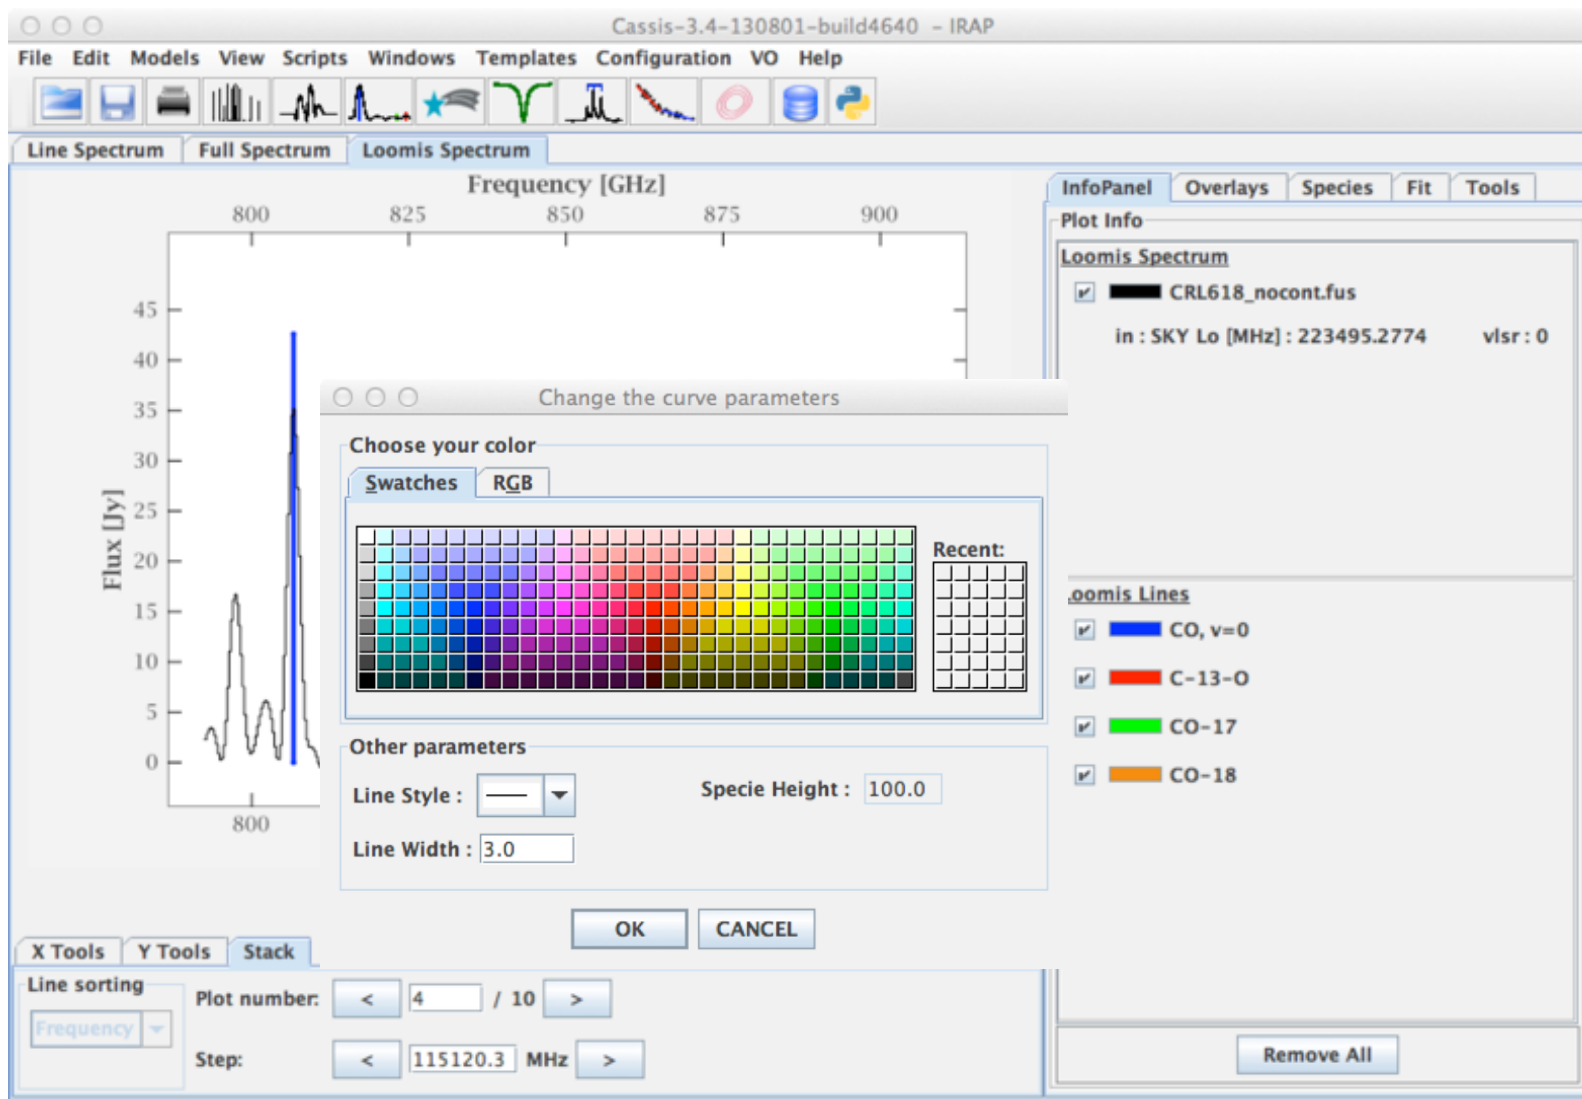 Cassis-3.4-130801-build4640 - IRAP
File Edit Models View Scripts Windows Templates Configuration VO Help
Line Spectrum Full Spectrum Loomis Spectrum
Frequency [GHz]
800 825 850 875 900
45
40
35
30
25
20
15
10
5
0
Flux [Jy]
800
InfoPanel Overlays Species Fit Tools
Plot Info
Loomis Spectrum
CRL618_nocont.fus
in : SKY Lo [MHz] : 223495.2774 vlsr : 0
Change the curve parameters
Choose your color
Swatches RGB
Recent:
Other parameters
Line Style :
Specie Height : 100.0
Line Width : 3.0
OK CANCEL
Loomis Lines
CO, v=0
C-13-O
CO-17
CO-18
X Tools Y Tools Stack
Line sorting
Frequency
Plot number: < 4 / 10 >
Step: < 115120.3 MHz >
Remove All